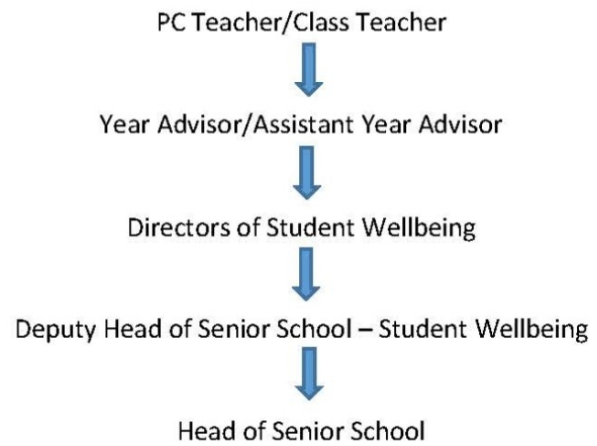 PC Teacher/Class Teacher
Year Advisor/Assistant Year Advisor
Directors of Student Wellbeing
Deputy Head of Senior School – Student Wellbeing
Head of Senior School